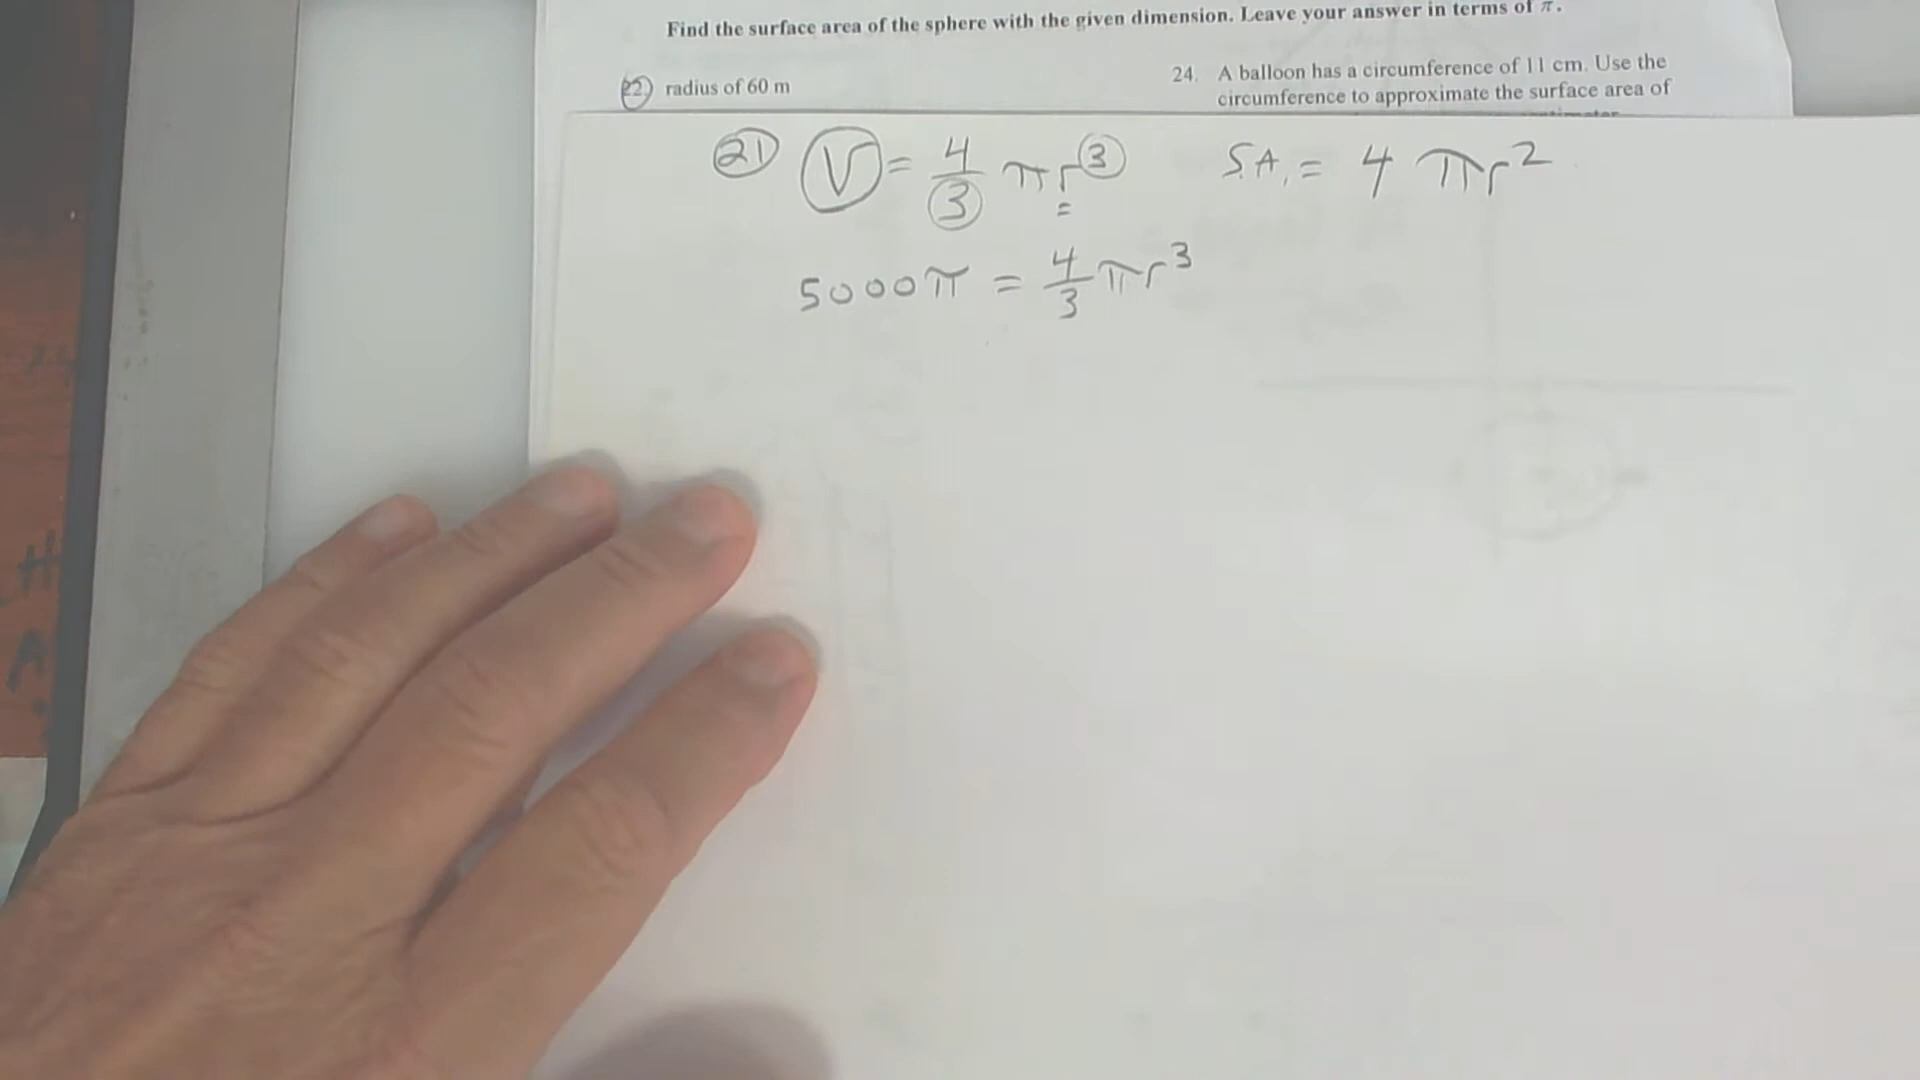 Find the surface area of the sphere with the given dimension. Leave your answer in terms of π.
22. radius of 60 m
24. A balloon has a circumference of 11 cm. Use the
circumference to approximate the surface area of
21 V = 4/3 πr³
S.A. = 4 πr²
5000π = 4/3 πr³
H
A